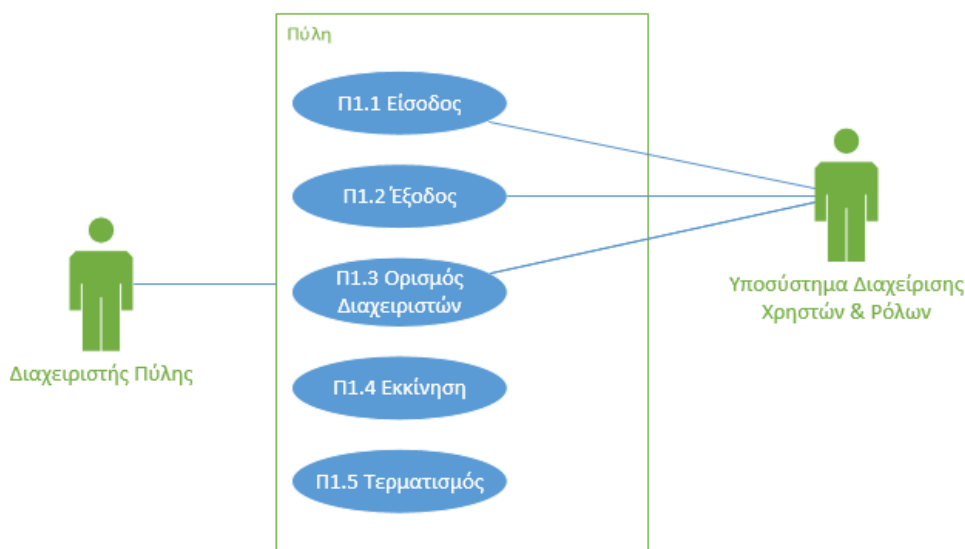 Πύλη
Π1.1 Είσοδος
Π1.2 Έξοδος
Π1.3 Ορισμός
Διαχειριστών
Π1.4 Εκκίνηση
Π1.5 Τερματισμός
Διαχειριστής Πύλης
Υποσύστημα Διαχείρισης
Χρηστών & Ρόλων